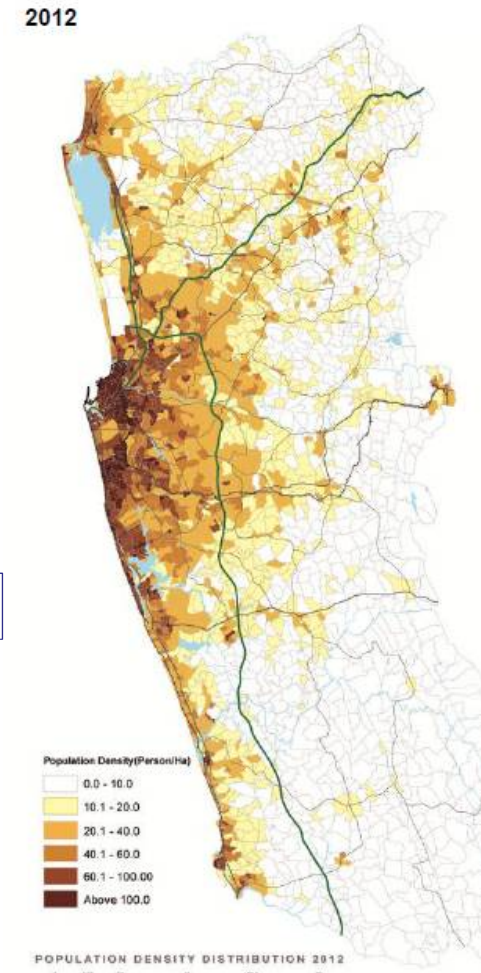 2012
Population Density(Person/Ha)
0.0 - 10.0
10.1 - 20.0
20.1 - 40.0
40.1 - 60.0
60.1 - 100.00
Above 100.0
POPULATION DENSITY DISTRIBUTION 2012